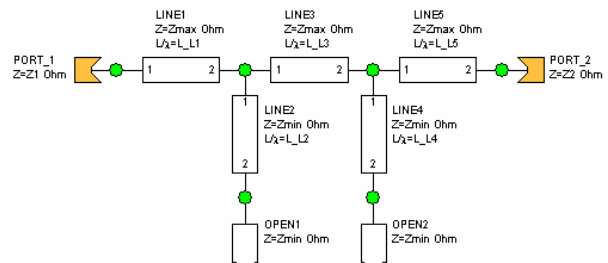 LINE1
Z=Zmax Ohm
L/λ=L_L1
LINE3
Z=Zmax Ohm
L/λ=L_L3
LINE5
Z=Zmax Ohm
L/λ=L_L5
PORT_1
Z=Z1 Ohm
1 2
1 2
1 2
PORT_2
Z=Z2 Ohm
1
2
LINE2
Z=Zmin Ohm
L/λ=L_L2
1
2
LINE4
Z=Zmin Ohm
L/λ=L_L4
OPEN1
Z=Zmin Ohm
OPEN2
Z=Zmin Ohm